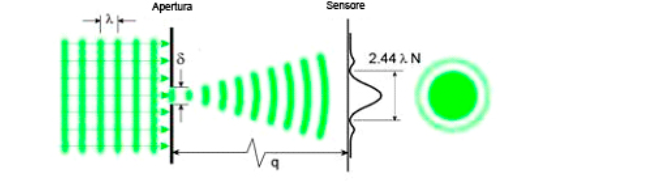 Apertura
Sensore
λ
δ
2.44 λ N
q